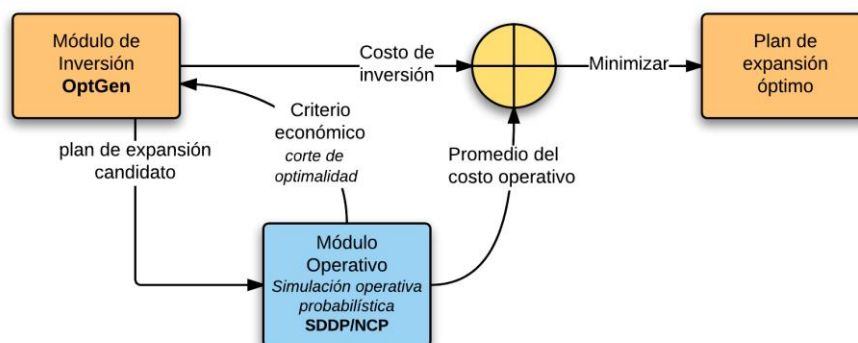 Módulo de
Inversión
OptGen
Costo de
inversión
Minimizar
Plan de
expansión
óptimo
plan de expansión
candidato
Criterio
económico
corte de
optimalidad
Promedio del
costo operativo
Módulo
Operativo
Simulación operativa
probabilística
SDDP/NCP